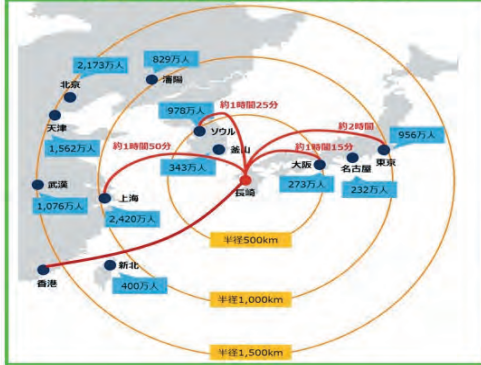 2,173万人
829万人
北京
瀋陽
978万人
約1時間25分
天津
ソウル
約2時間
1,562万人
約1時間50分
釜山
約1時間15分
956万人
343万人
大阪
東京
名古屋
武漢
273万人
232万人
長崎
1,076万人
上海
2,420万人
半径500km
新北
香港
400万人
半径1,000km
半径1,500km